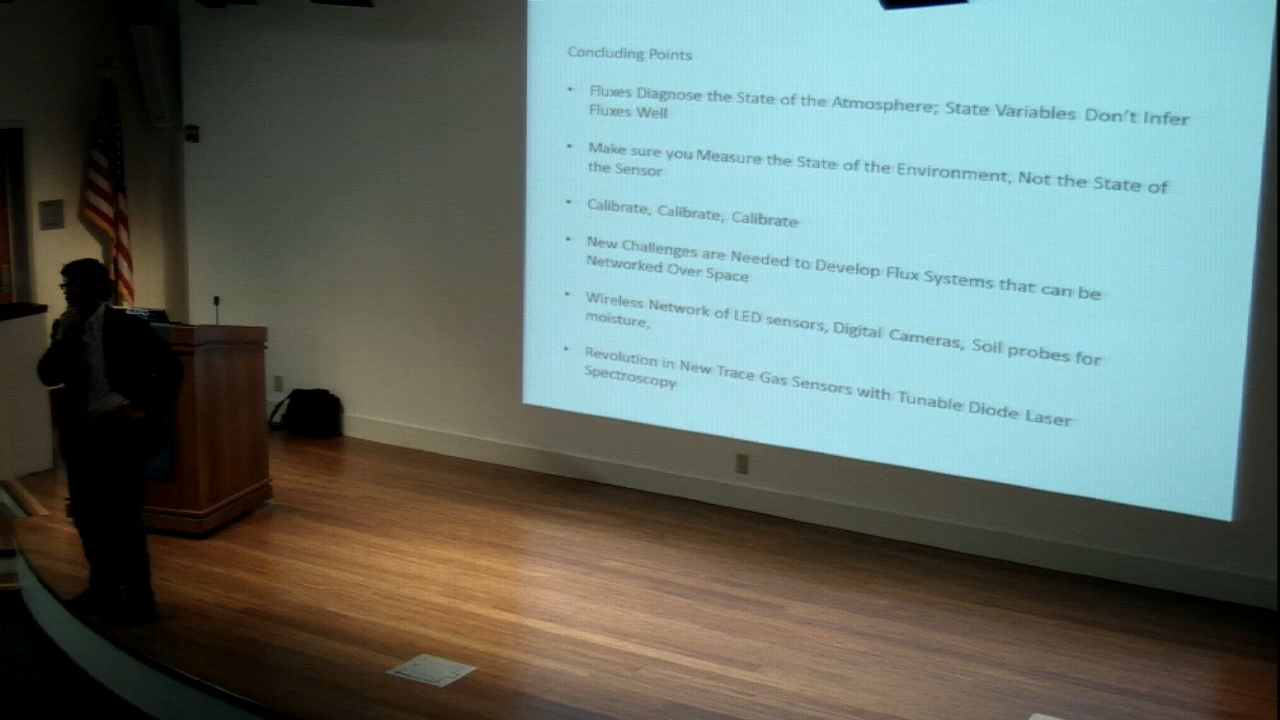 Concluding Points
• Fluxes Diagnose the State of the Atmosphere; State Variables Don't Infer
Fluxes Well
• Make sure you Measure the State of the Environment, Not the State of
the Sensor
• Calibrate, Calibrate, Calibrate
• New Challenges are Needed to Develop Flux Systems that can be
Networked Over Space
• Wireless Network of LED sensors, Digital Cameras, Soil probes for
moisture,
• Revolution in New Trace Gas Sensors with Tunable Diode Laser
Spectroscopy